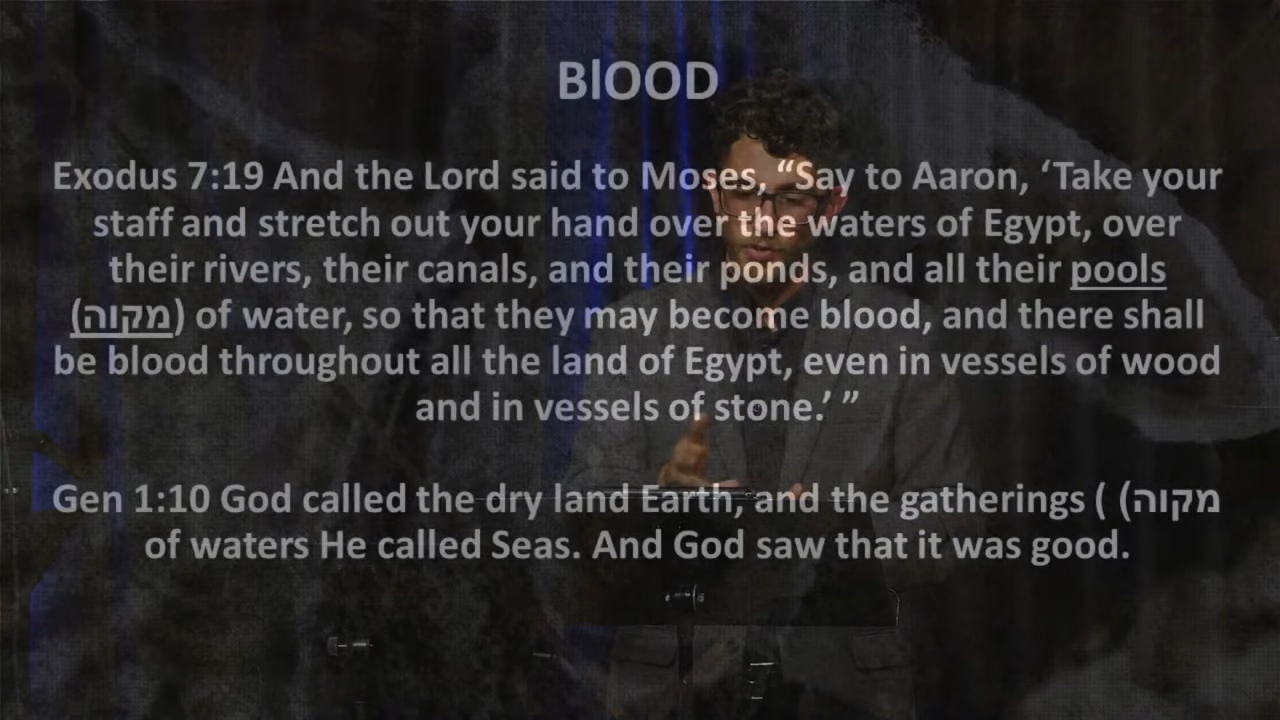 BlOOD
Exodus 7:19 And the Lord said to Moses, “Say to Aaron, ‘Take your
staff and stretch out your hand over the waters of Egypt, over
their rivers, their canals, and their ponds, and all their pools
(מקוה) of water, so that they may become blood, and there shall
be blood throughout all the land of Egypt, even in vessels of wood
and in vessels of stone.’ ”
Gen 1:10 God called the dry land Earth, and the gatherings ( (מקוה
of waters He called Seas. And God saw that it was good.